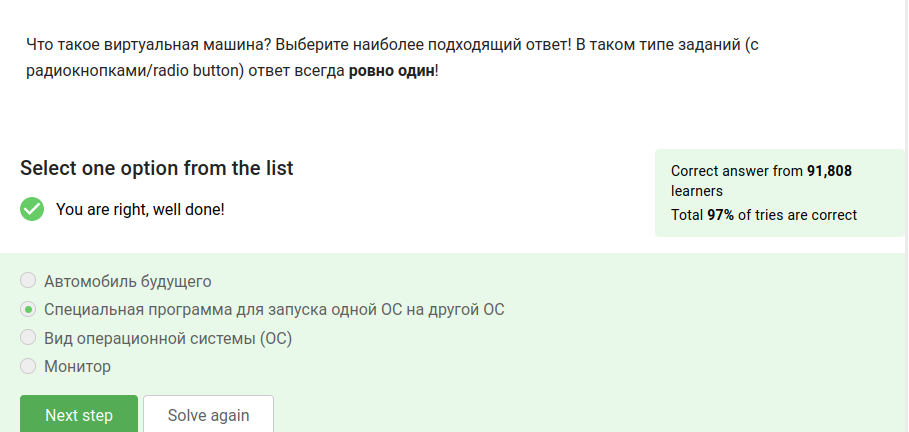 Что такое виртуальная машина? Выберите наиболее подходящий ответ! В таком типе заданий (с
радиокнопками/radio button) ответ всегда ровно один!
Select one option from the list
You are right, well done!
Correct answer from 91,808
learners
Total 97% of tries are correct
Автомобиль будущего
Специальная программа для запуска одной ОС на другой ОС
Вид операционной системы (ОС)
Монитор
Next step
Solve again